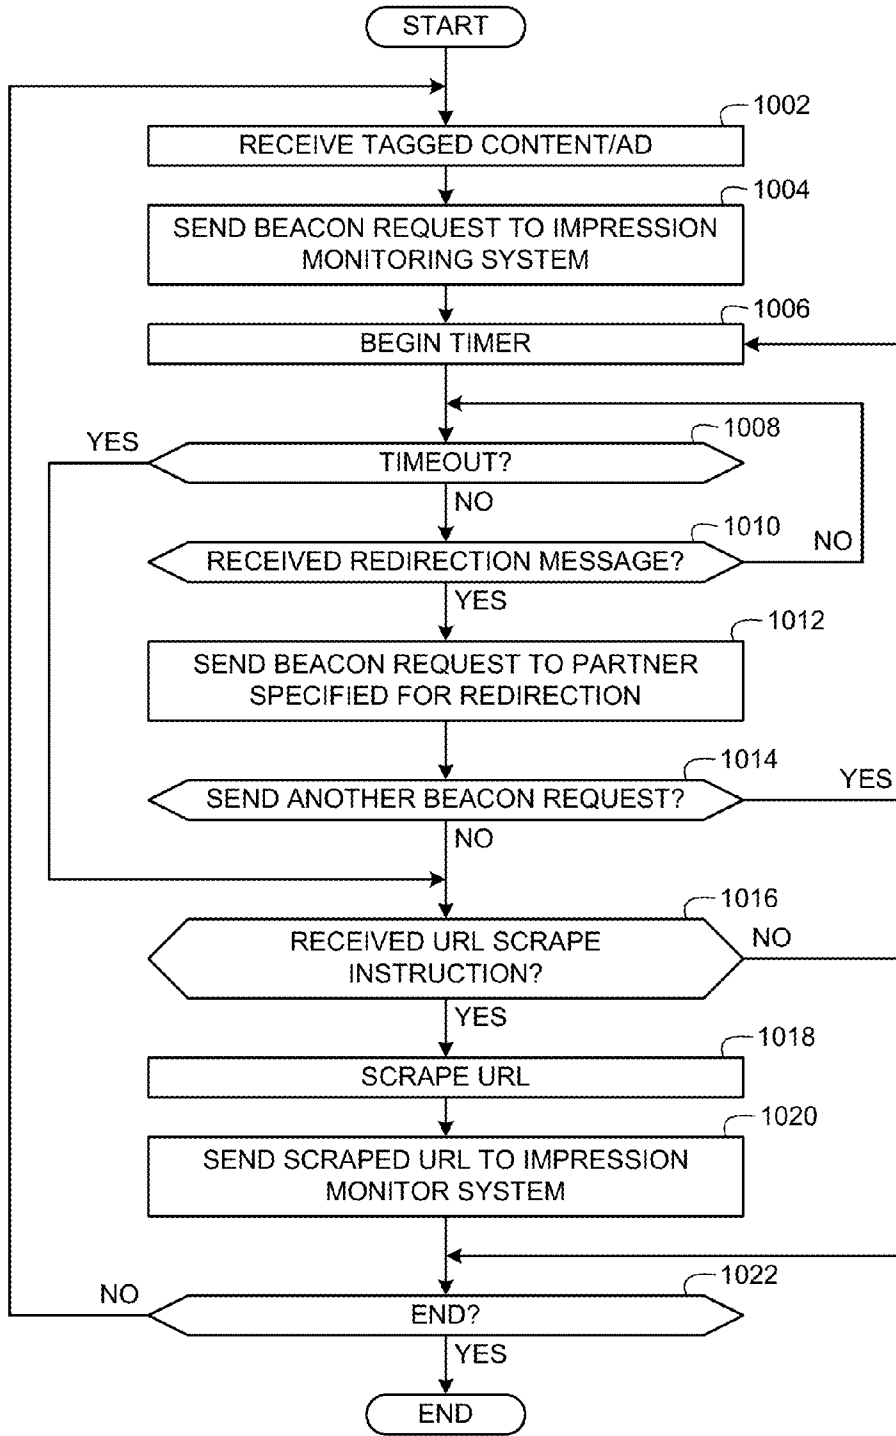 START
1002
RECEIVE TAGGED CONTENT/AD
1004
SEND BEACON REQUEST TO IMPRESSION
MONITORING SYSTEM
1006
BEGIN TIMER
1008
YES
TIMEOUT?
NO
1010
RECEIVED REDIRECTION MESSAGE?
NO
YES
1012
SEND BEACON REQUEST TO PARTNER
SPECIFIED FOR REDIRECTION
1014
SEND ANOTHER BEACON REQUEST?
YES
NO
1016
RECEIVED URL SCRAPE
INSTRUCTION?
NO
YES
1018
SCRAPE URL
1020
SEND SCRAPED URL TO IMPRESSION
MONITOR SYSTEM
1022
NO
END?
YES
END